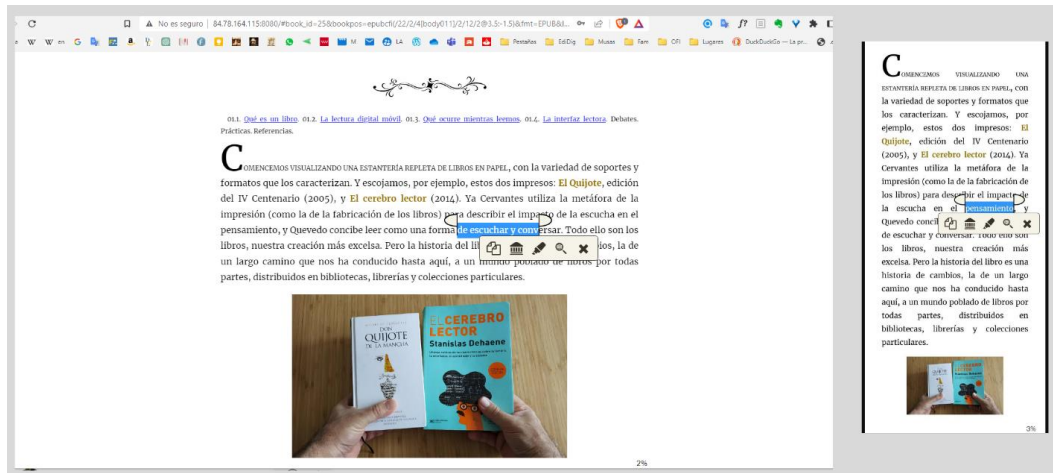 No es seguro | 84.78.164.115:8080/#book_id=25&bookpos=epubcfi(/22/2/4[body011]/2/12/2@3.5:-1.5)&fmt=EPUB&L...
W W en G M LA Pestañas EdiDig Musas Fam OFI Lugares DuckDuckGo — La pr...
01.1. Qué es un libro. 01.2. La lectura digital móvil. 01.3. Qué ocurre mientras leemos. 01.4. La interfaz lectora. Debates.
Prácticas. Referencias.
COMENCEMOS VISUALIZANDO UNA ESTANTERÍA REPLETA DE LIBROS EN PAPEL, con la variedad de soportes y
formatos que los caracterizan. Y escojamos, por ejemplo, estos dos impresos: El Quijote, edición
del IV Centenario (2005), y El cerebro lector (2014). Ya Cervantes utiliza la metáfora de la
impresión (como la de la fabricación de los libros) para describir el impacto de la escucha en el
pensamiento, y Quevedo concibe leer como una forma de escuchar y conversar. Todo ello son los
libros, nuestra creación más excelsa. Pero la historia del ios, la de
un largo camino que nos ha conducido hasta aquí, a un mundo poblado de libros por todas
partes, distribuidos en bibliotecas, librerías y colecciones particulares.
DON
QUIJOTE
DE LA MANCHA
EL CEREBRO
LECTOR
Stanislas Dehaene
2%
COMENCEMOS VISUALIZANDO UNA
ESTANTERÍA REPLETA DE LIBROS EN PAPEL, con
la variedad de soportes y formatos que
los caracterizan. Y escojamos, por
ejemplo, estos dos impresos: El
Quijote, edición del IV Centenario
(2005), y El cerebro lector (2014). Ya
Cervantes utiliza la metáfora de la
impresión (como la de la fabricación de
los libros) para describir el impacto de
la escucha en el pensamiento, y
Quevedo
de escuchar y conversar. Todo ello son
los libros, nuestra creación más
excelsa. Pero la historia del libro es una
historia de cambios, la de un largo
camino que nos ha conducido hasta
aquí, a un mundo poblado de libros por
todas partes, distribuidos en
bibliotecas, librerías y colecciones
particulares.
3%